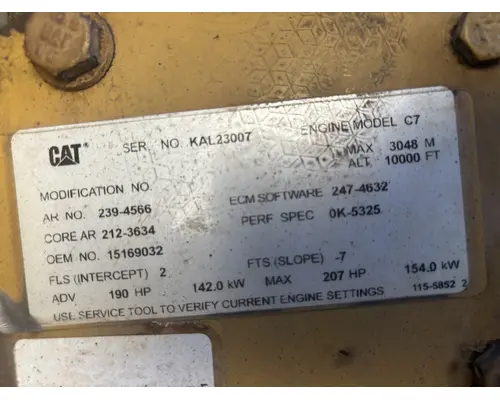 CAT SER. NO. KAL23007 ENGINE MODEL C7
MAX 3048 M
ALT 10000 FT
MODIFICATION NO.
AR NO. 239-4566 ECM SOFTWARE 247-4632
CORE AR 212-3634 PERF SPEC 0K-5325
OEM NO. 15169032
FLS (INTERCEPT) 2 FTS (SLOPE) -7
ADV 190 HP 142.0 kW MAX 207 HP 154.0 kW
USE SERVICE TOOL TO VERIFY CURRENT ENGINE SETTINGS 115-5852 2